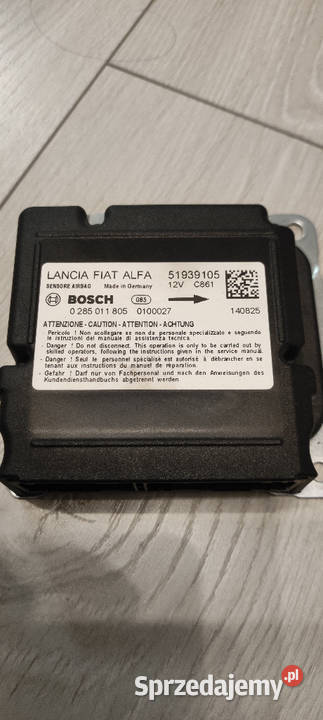 LANCIA FIAT ALFA 51939105
SENSORE AIRBAG Made in Germany 12V C861
BOSCH 085
0 285 011 805 0100027 140825
ATTENZIONE - CAUTION - ATTENTION - ACHTUNG
Pericolo ! Non scollegare so non da personale specializzato e seguendo
le istruzioni del manuale di assistenza tecnica.
- Danger ! Do not disconnect. This operation is only to be carried out by
skilled operators, following the instructions given in the service manual.
- Danger ! Seul le personnel spécialisé est autorisé à débrancher en se
tenant aux instructions du manuel de réparation.
- Gefahr ! Darf nur von Fachpersonal und nach den Anweisungen des
Kundendiensthandbuchs abgetrennt werden.
Sprzedajemy.pl